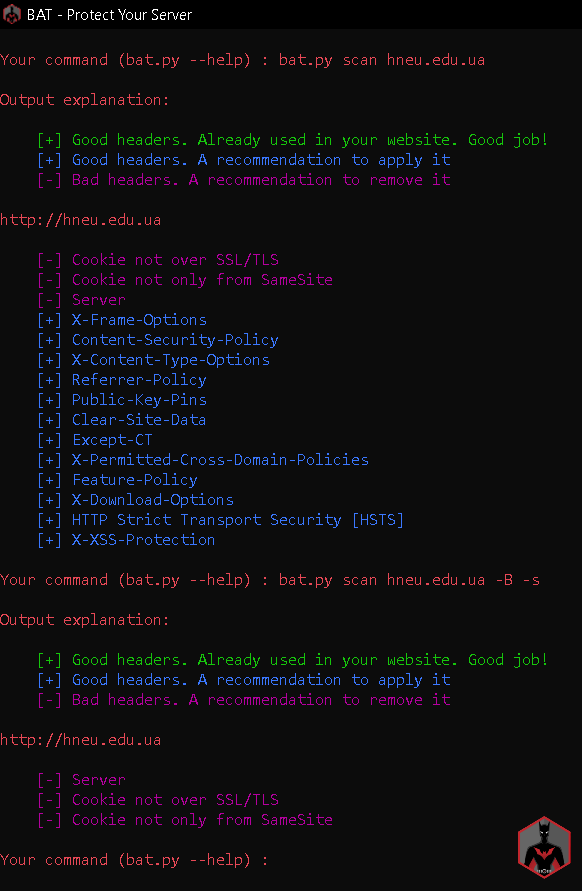 BAT - Protect Your Server
Your command (bat.py --help) : bat.py scan hneu.edu.ua
Output explanation:
[+] Good headers. Already used in your website. Good job!
[+] Good headers. A recommendation to apply it
[-] Bad headers. A recommendation to remove it
http://hneu.edu.ua
[-] Cookie not over SSL/TLS
[-] Cookie not only from SameSite
[-] Server
[+] X-Frame-Options
[+] Content-Security-Policy
[+] X-Content-Type-Options
[+] Referrer-Policy
[+] Public-Key-Pins
[+] Clear-Site-Data
[+] Except-CT
[+] X-Permitted-Cross-Domain-Policies
[+] Feature-Policy
[+] X-Download-Options
[+] HTTP Strict Transport Security [HSTS]
[+] X-XSS-Protection
Your command (bat.py --help) : bat.py scan hneu.edu.ua -B -s
Output explanation:
[+] Good headers. Already used in your website. Good job!
[+] Good headers. A recommendation to apply it
[-] Bad headers. A recommendation to remove it
http://hneu.edu.ua
[-] Server
[-] Cookie not over SSL/TLS
[-] Cookie not only from SameSite
Your command (bat.py --help) :